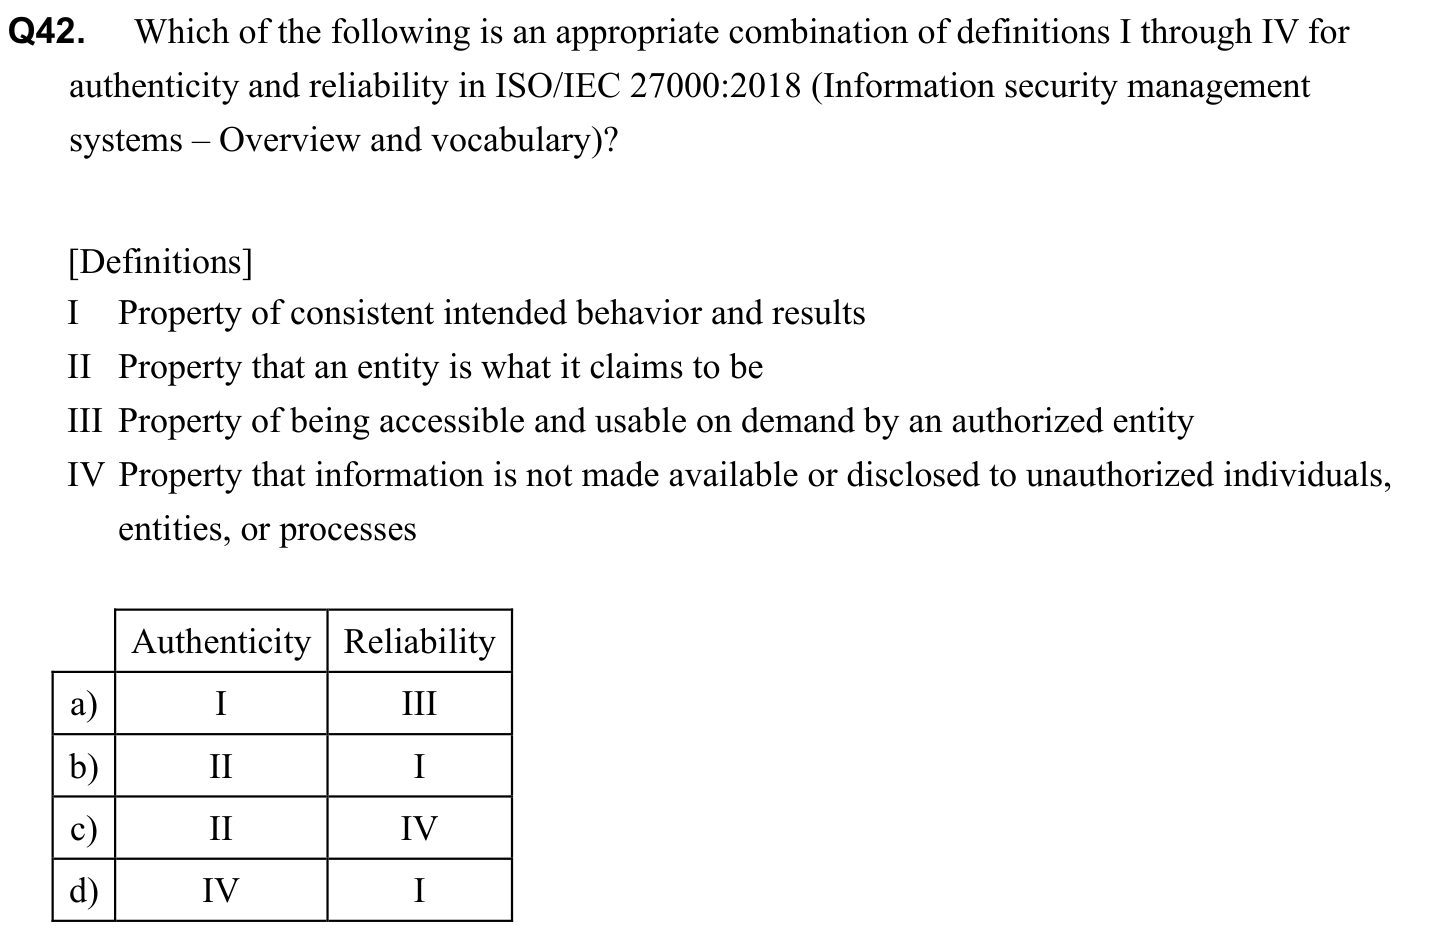 Q42. Which of the following is an appropriate combination of definitions I through IV for
authenticity and reliability in ISO/IEC 27000:2018 (Information security management
systems – Overview and vocabulary)?
[Definitions]
I Property of consistent intended behavior and results
II Property that an entity is what it claims to be
III Property of being accessible and usable on demand by an authorized entity
IV Property that information is not made available or disclosed to unauthorized individuals,
entities, or processes
Authenticity Reliability
a) I III
b) II I
c) II IV
d) IV I